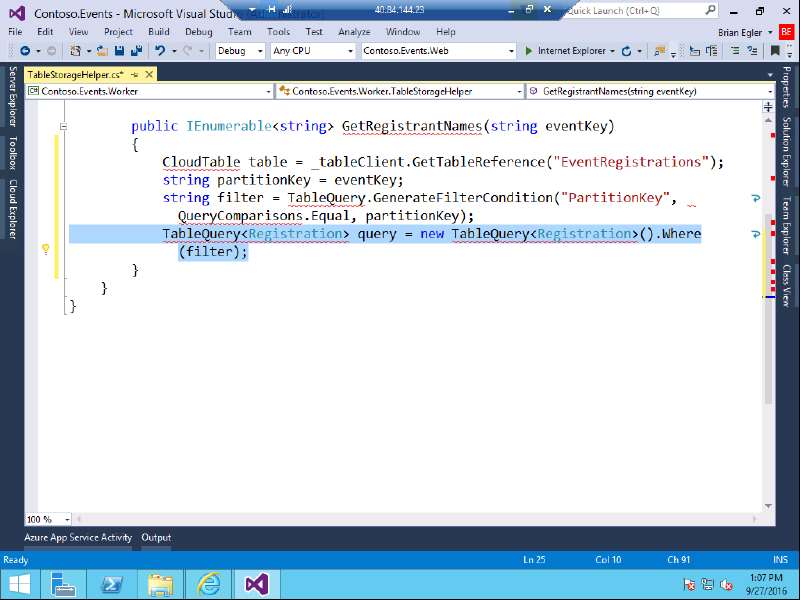 Contoso.Events - Microsoft Visual Stud
40.84.144.23
Quick Launch (Ctrl+Q)
File Edit View Project Build Debug Team Tools Test Analyze Window Help
Brian Egler BE
Debug Any CPU Contoso.Events.Web Internet Explorer
TableStorageHelper.cs*
Contoso.Events.Worker Contoso.Events.Worker.TableStorageHelper GetRegistrantNames(string eventKey)
Server Explorer
Toolbox
Cloud Explorer
public IEnumerable<string> GetRegistrantNames(string eventKey)
{
CloudTable table = _tableClient.GetTableReference("EventRegistrations");
string partitionKey = eventKey;
string filter = TableQuery.GenerateFilterCondition("PartitionKey",
QueryComparisons.Equal, partitionKey);
TableQuery<Registration> query = new TableQuery<Registration>().Where
(filter);
}
}
}
Properties
Solution Explorer
Team Explorer
Class View
100 %
Azure App Service Activity Output
Ready Ln 25 Col 10 Ch 91 INS
1:07 PM
9/27/2016